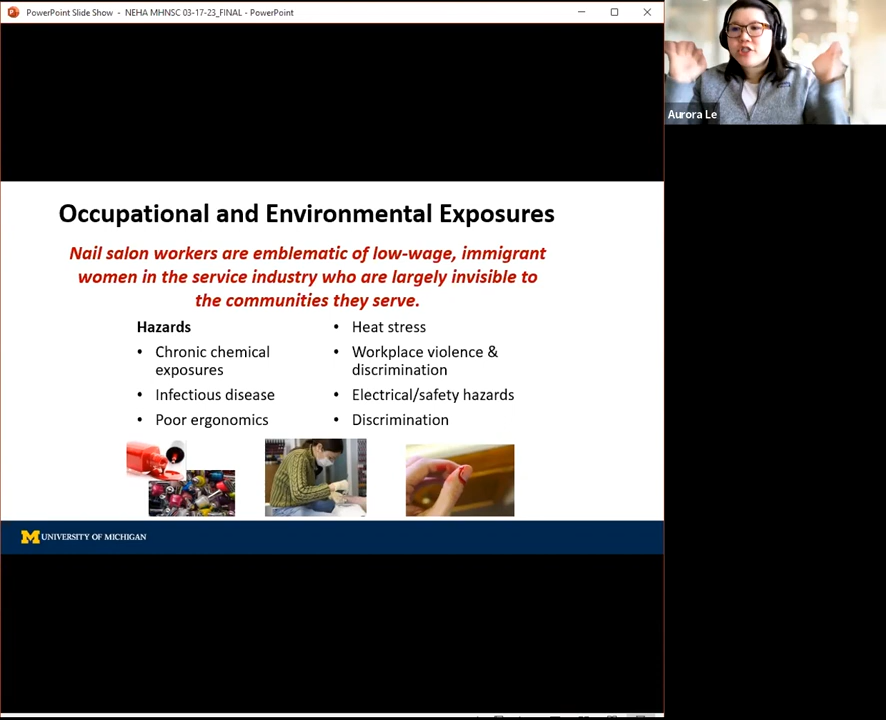 PowerPoint Slide Show - NEHA MHNSC 03-17-23_FINAL - PowerPoint
Aurora Le
Occupational and Environmental Exposures
Nail salon workers are emblematic of low-wage, immigrant
women in the service industry who are largely invisible to
the communities they serve.
Hazards
• Chronic chemical
exposures
• Infectious disease
• Poor ergonomics
• Heat stress
• Workplace violence &
discrimination
• Electrical/safety hazards
• Discrimination
M UNIVERSITY OF MICHIGAN